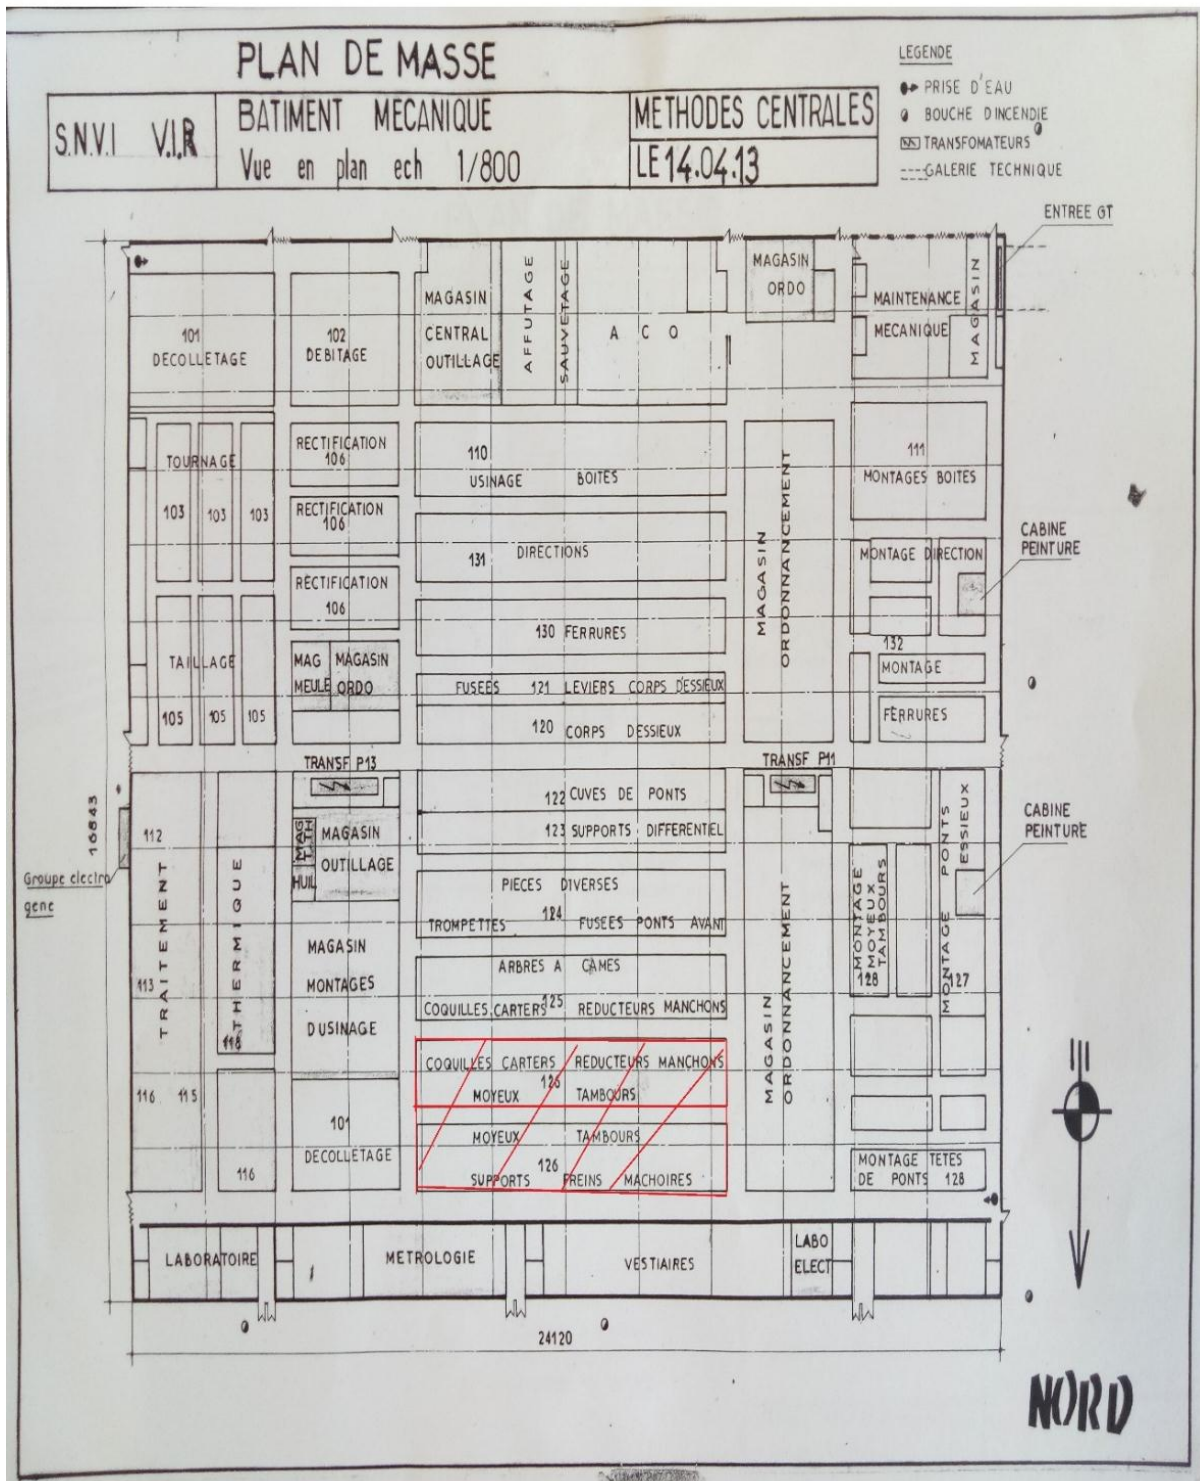 PLAN DE MASSE
S.N.V.I V.I.R
BATIMENT MECANIQUE
Vue en plan ech 1/800
METHODES CENTRALES
LE 14.04.13
LEGENDE
PRISE D'EAU
BOUCHE D'INCENDIE
TRANSFOMATEURS
GALERIE TECHNIQUE
ENTREE GT
101
DECOLLETAGE
102
DEBITAGE
MAGASIN
CENTRAL
OUTILLAGE
AFFUTAGE
SAUVETAGE
A C O
MAGASIN
ORDO
MAINTENANCE
MECANIQUE
MAGASIN
TOURNAGE
103 103 103
RECTIFICATION
106
RECTIFICATION
106
RECTIFICATION
106
110
USINAGE BOITES
131 DIRECTIONS
130 FERRURES
MAGASIN
ORDONNANCEMENT
111
MONTAGES BOITES
MONTAGE DIRECTION
CABINE
PEINTURE
132
MONTAGE
FERRURES
TAILLAGE
105 105 105
MAG
MEULE
MAGASIN
ORDO
FUSEES 121 LEVIERS CORPS D'ESSIEUX
120 CORPS DESSIEUX
TRANSF P13
TRANSF P11
16843
Groupe electro
gene
112
113
TRAITEMENT
THERMIQUE
118
116 115
116
MAG
T.TH
HUIL
MAGASIN
OUTILLAGE
MAGASIN
MONTAGES
DUSINAGE
101
DECOLLETAGE
122 CUVES DE PONTS
123 SUPPORTS DIFFERENTIEL
PIECES DIVERSES
124
TROMPETTES FUSEES PONTS AVANT
ARBRES A CAMES
125
COQUILLES CARTERS REDUCTEURS MANCHONS
COQUILLES CARTERS REDUCTEURS MANCHONS
126
MOYEUX TAMBOURS
MOYEUX TAMBOURS
126
SUPPORTS FREINS MACHOIRES
MAGASIN
ORDONNANCEMENT
MONTAGE
MOYEUX
TAMBOURS
128
MONTAGE PONTS
ESSIEUX
127
CABINE
PEINTURE
MONTAGE TETES
DE PONTS 128
LABORATOIRE
METROLOGIE
VESTIAIRES
LABO
ELECT
24120
NORD